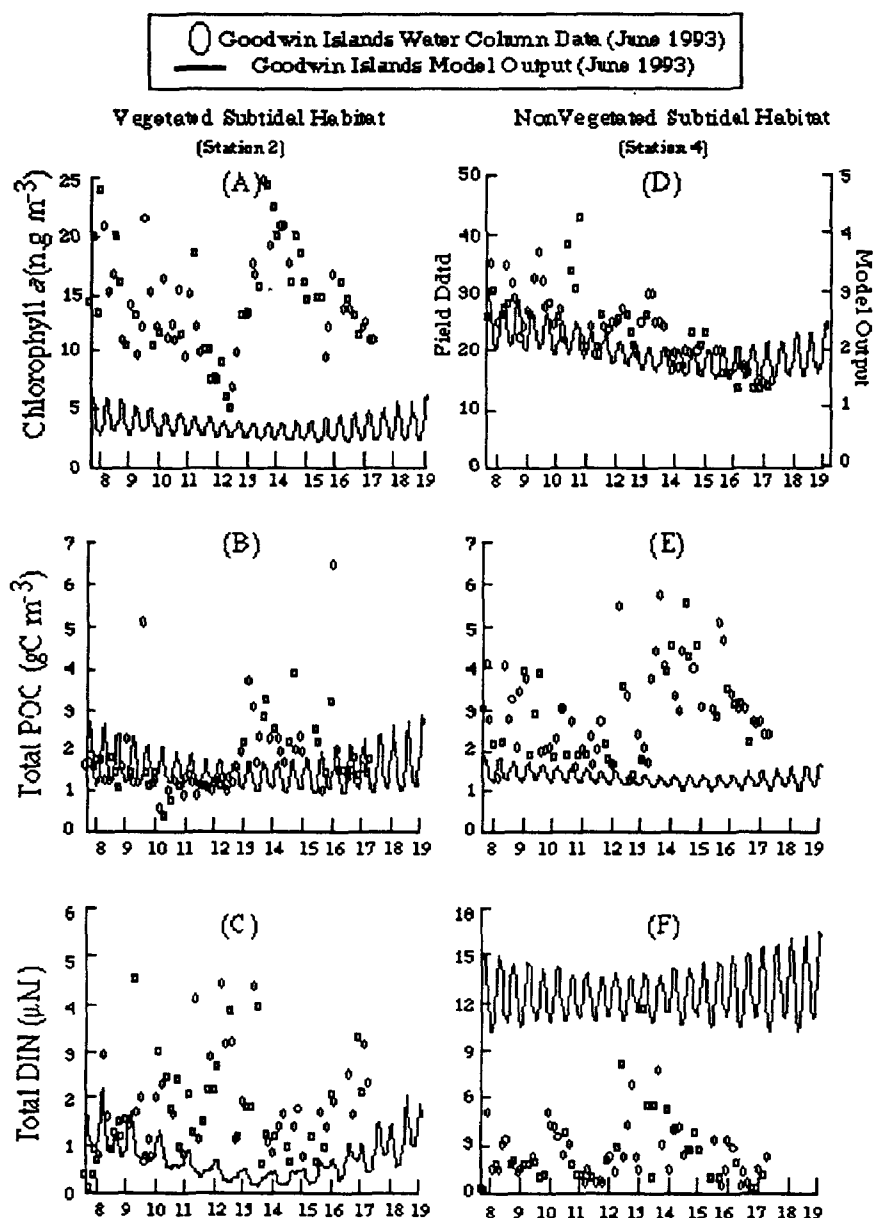 Goodwin Islands Water Column Data (June 1993)
Goodwin Islands Model Output (June 1993)
Vegetated Subtidal Habitat
(Station 2)
NonVegetated Subtidal Habitat
(Station 4)
(A)
Chlorophyll a (ng m-3)
25
20
15
10
5
0
8 9 10 11 12 13 14 15 16 17 18 19
(D)
Field Ddtd
50
40
30
20
10
0
Model Output
5
4
3
2
1
0
8 9 10 11 12 13 14 15 16 17 18 19
(B)
Total POC (gC m-3)
7
6
5
4
3
2
1
0
8 9 10 11 12 13 14 15 16 17 18 19
(E)
7
6
5
4
3
2
1
0
8 9 10 11 12 13 14 15 16 17 18 19
(C)
Total DIN (µN)
6
5
4
3
2
1
0
8 9 10 11 12 13 14 15 16 17 18 19
(F)
18
15
12
9
6
3
0
8 9 10 11 12 13 14 15 16 17 18 19